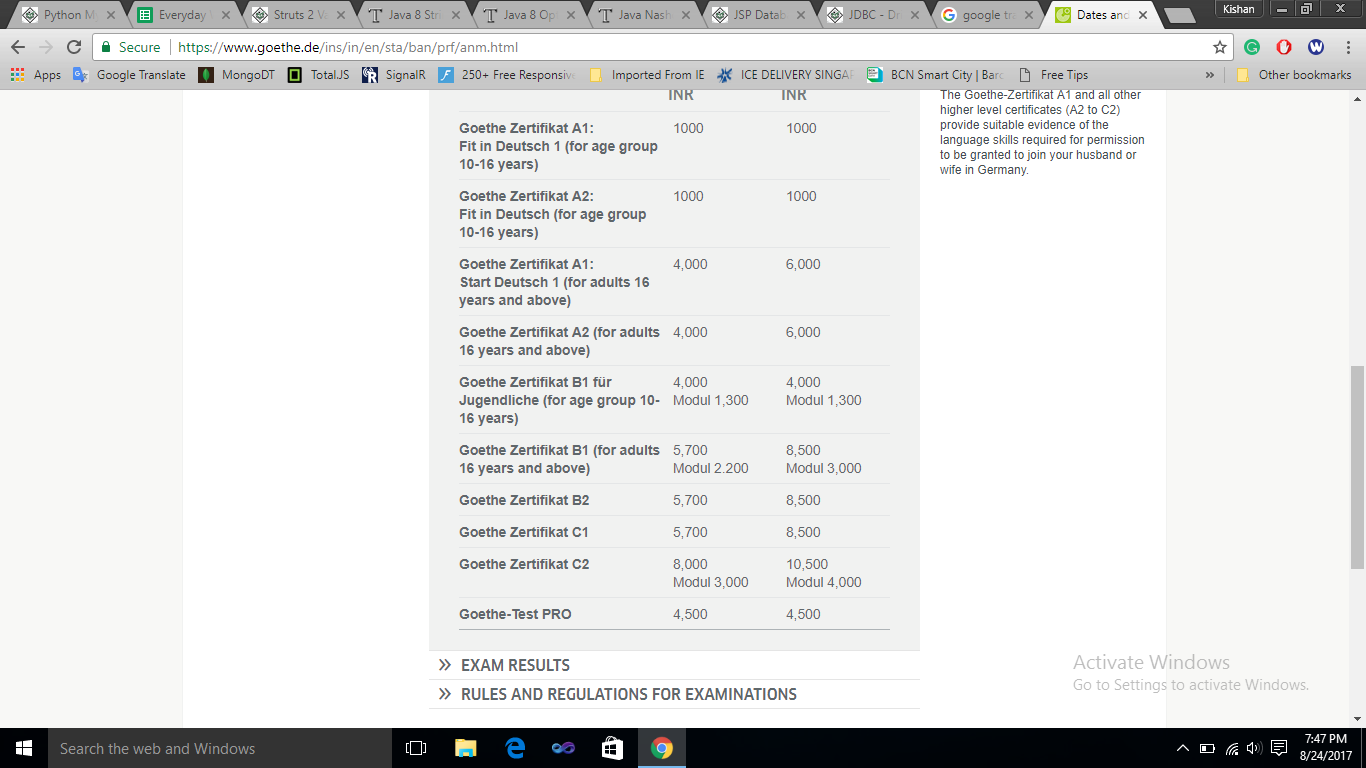 Python M
Everyday
Struts 2 V
Java 8 Str
Java 8 Op
Java Nash
JSP Datab
JDBC - Dr
google tra
Dates and
Kishan
Secure https://www.goethe.de/ins/in/en/sta/ban/prf/anm.html
Apps Google Translate MongoDT TotalJS SignalR 250+ Free Responsive Imported From IE ICE DELIVERY SINGA BCN Smart City | Barc Free Tips » Other bookmarks
INR INR
Goethe Zertifikat A1: 1000 1000
Fit in Deutsch 1 (for age group
10-16 years)
Goethe Zertifikat A2: 1000 1000
Fit in Deutsch (for age group
10-16 years)
Goethe Zertifikat A1: 4,000 6,000
Start Deutsch 1 (for adults 16
years and above)
Goethe Zertifikat A2 (for adults 4,000 6,000
16 years and above)
Goethe Zertifikat B1 für 4,000 4,000
Jugendliche (for age group 10- Modul 1,300 Modul 1,300
16 years)
Goethe Zertifikat B1 (for adults 5,700 8,500
16 years and above) Modul 2.200 Modul 3,000
Goethe Zertifikat B2 5,700 8,500
Goethe Zertifikat C1 5,700 8,500
Goethe Zertifikat C2 8,000 10,500
Modul 3,000 Modul 4,000
Goethe-Test PRO 4,500 4,500
» EXAM RESULTS
» RULES AND REGULATIONS FOR EXAMINATIONS
The Goethe-Zertifikat A1 and all other
higher level certificates (A2 to C2)
provide suitable evidence of the
language skills required for permission
to be granted to join your husband or
wife in Germany.
Activate Windows
Go to Settings to activate Windows.
Search the web and Windows
7:47 PM
8/24/2017